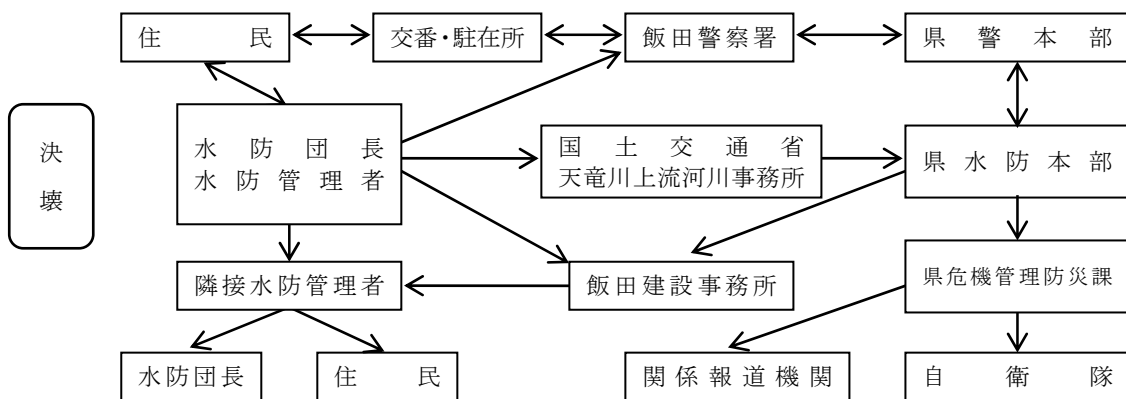 住民
交番・駐在所
飯田警察署
県警本部
決
壊
水防団長
水防管理者
国土交通省
天竜川上流河川事務所
県水防本部
隣接水防管理者
飯田建設事務所
県危機管理防災課
水防団長
住民
関係報道機関
自衛隊